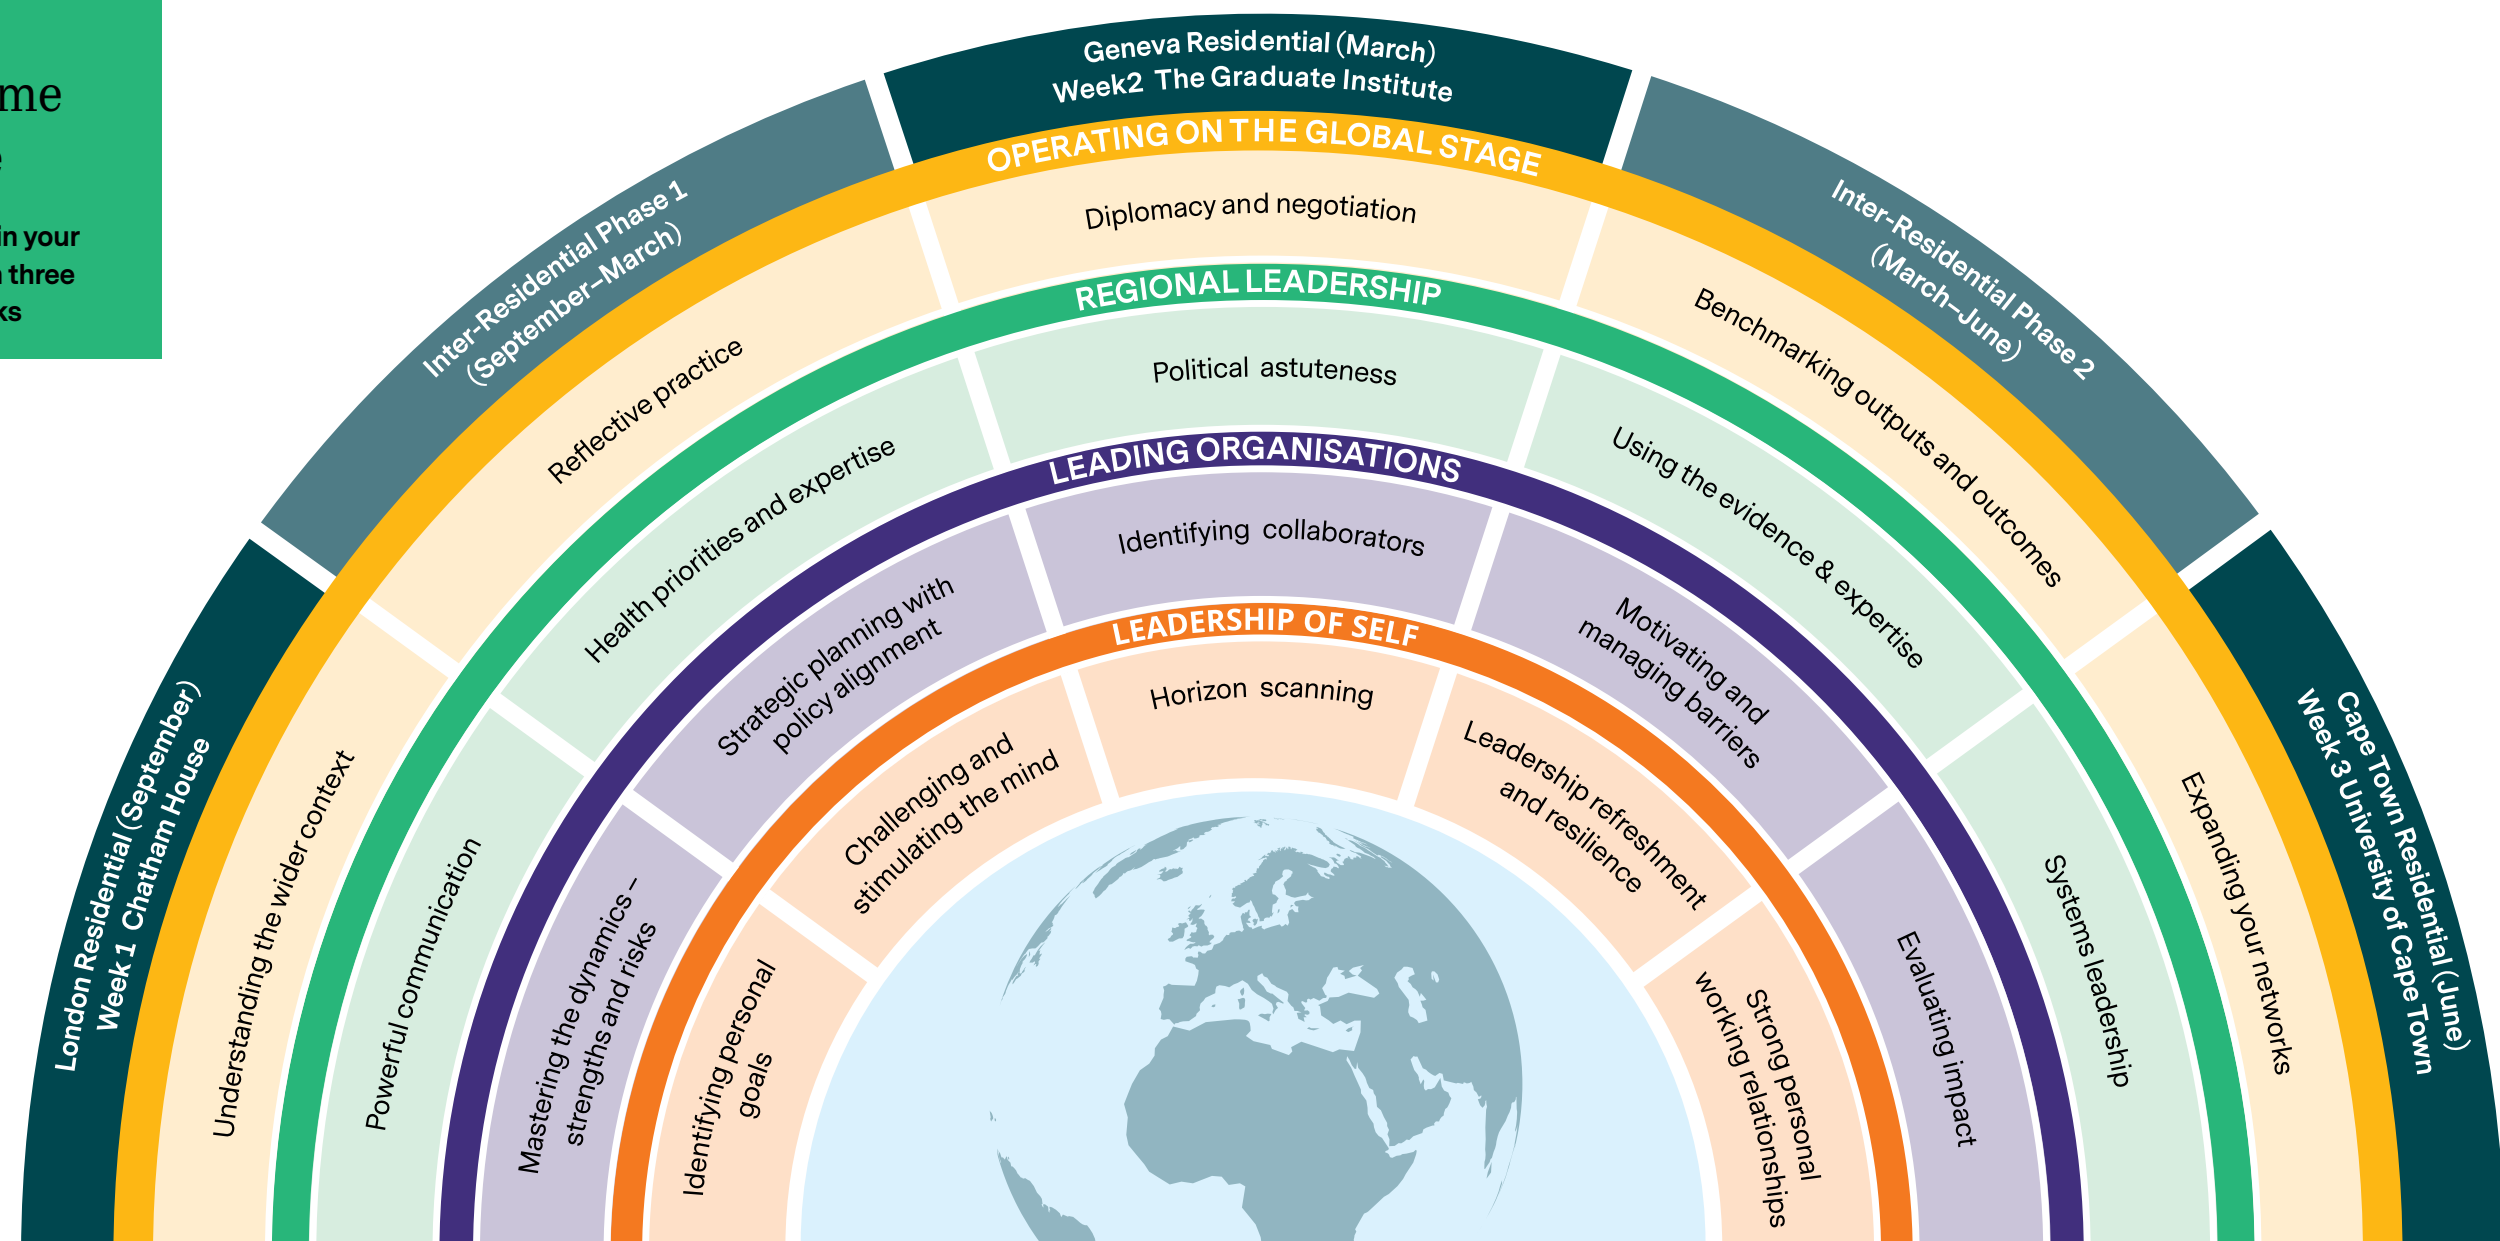 me
e
in your
three
ks
Geneva Residential (March)
Week2 The Graduate Institute
Inter-Residential Phase 1
(September–March)
Inter-Residential Phase 2
(March–June)
London Residential (September)
Week 1 Chatham House
Cape Town Residential (June)
Week 3 University of Cape Town
OPERATING ON THE GLOBAL STAGE
Understanding the wider context
Reflective practice
Diplomacy and negotiation
Benchmarking outputs and outcomes
Expanding your networks
REGIONAL LEADERSHIP
Powerful communication
Health priorities and expertise
Political astuteness
Using the evidence & expertise
Systems leadership
LEADING ORGANISATIONS
Mastering the dynamics –
strengths and risks
Strategic planning with
policy alignment
Identifying collaborators
Motivating and
managing barriers
Evaluating impact
LEADERSHIP OF SELF
Identifying personal
goals
Challenging and
stimulating the mind
Horizon scanning
Leadership refreshment
and resilience
Strong personal
working relationships